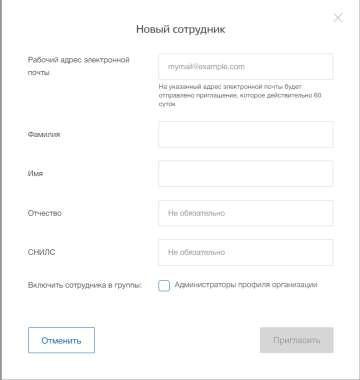 Новый сотрудник
Рабочий адрес электронной
почты
mymail@example.com
На указанный адрес электронной почты будет
отправлено приглашение, которое действительно 60
суток
Фамилия
Имя
Отчество
Не обязательно
СНИЛС
Не обязательно
Включить сотрудника в группы:
Администраторы профиля организации
Отменить
Пригласить